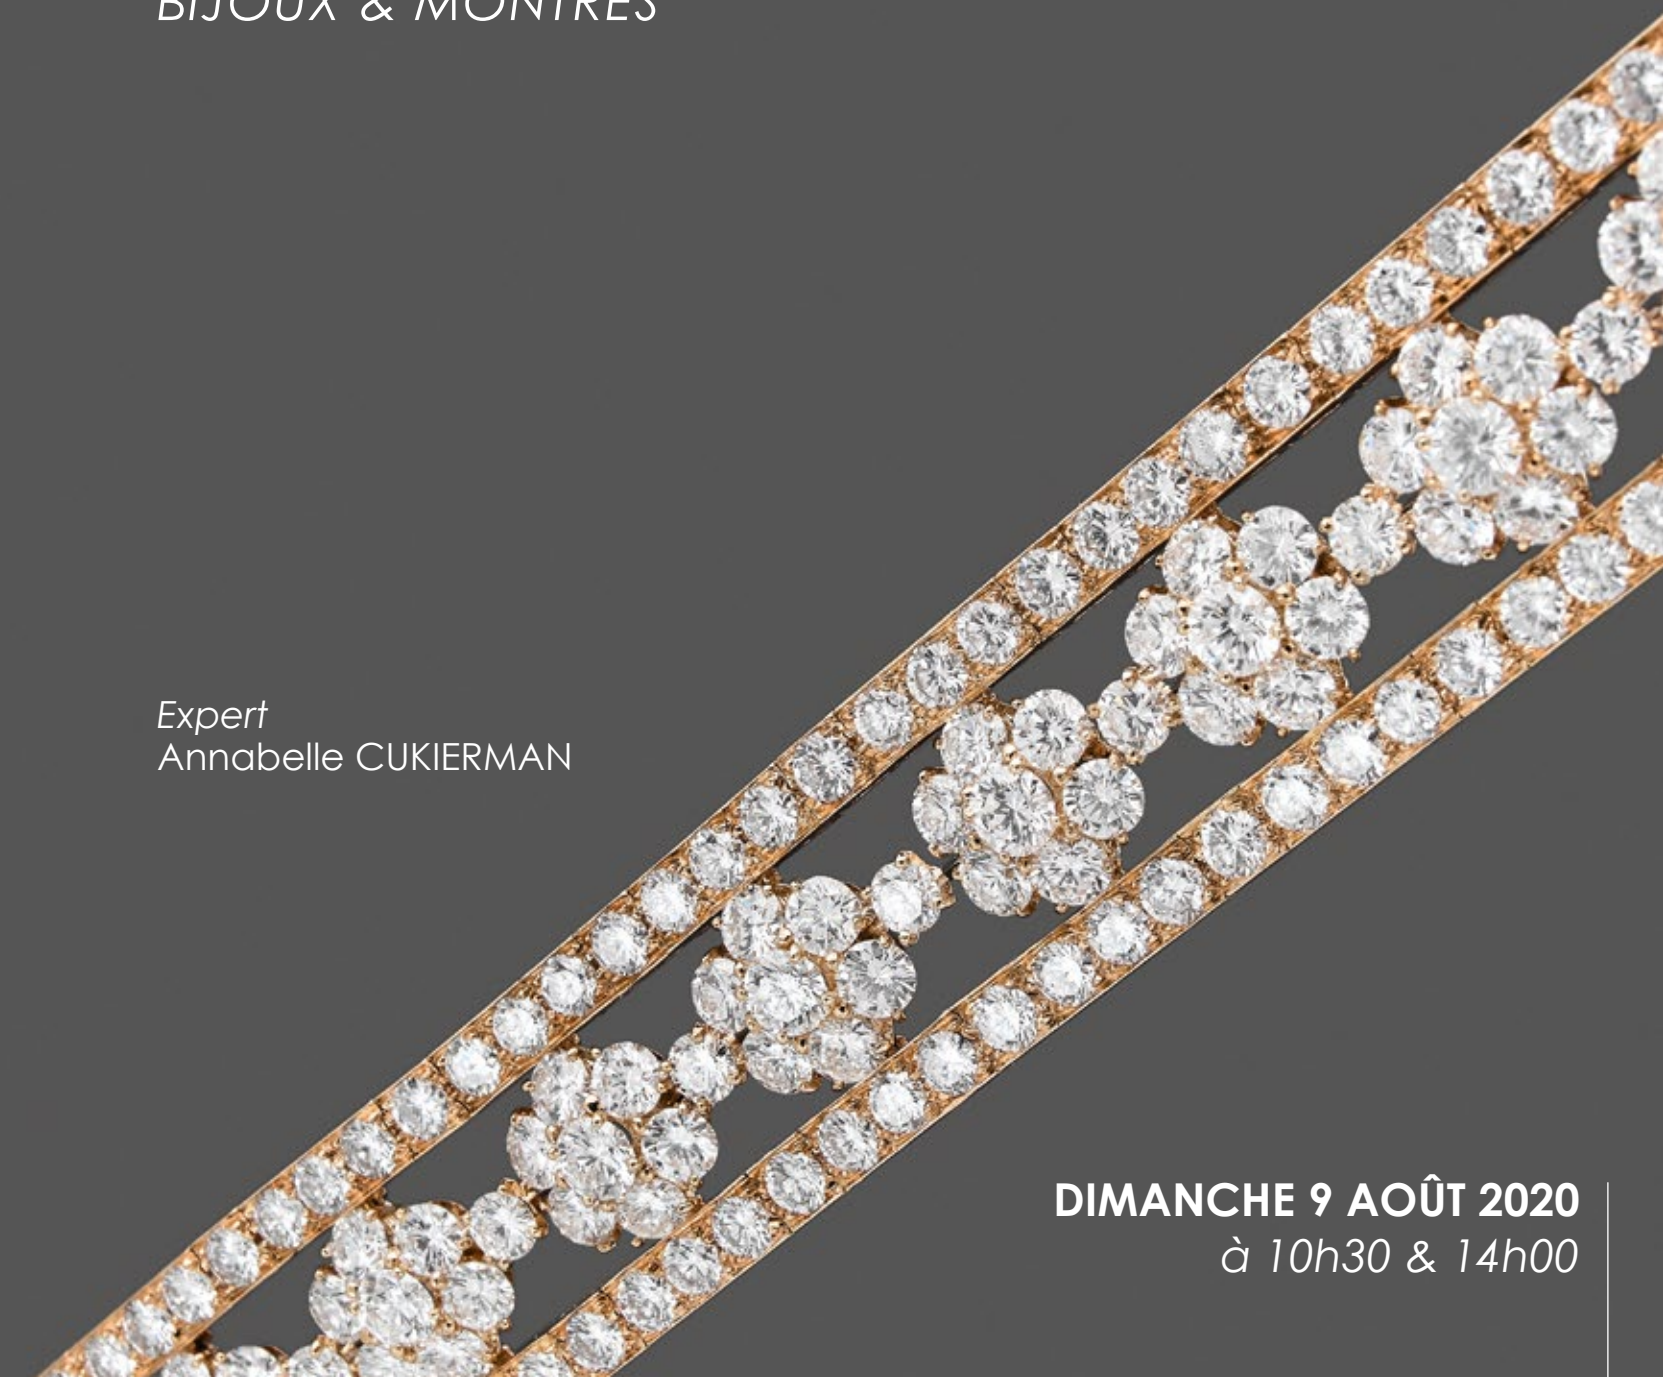 BIJOUX & MONTRES
Expert
Annabelle CUKIERMAN
DIMANCHE 9 AOÛT 2020
à 10h30 & 14h00